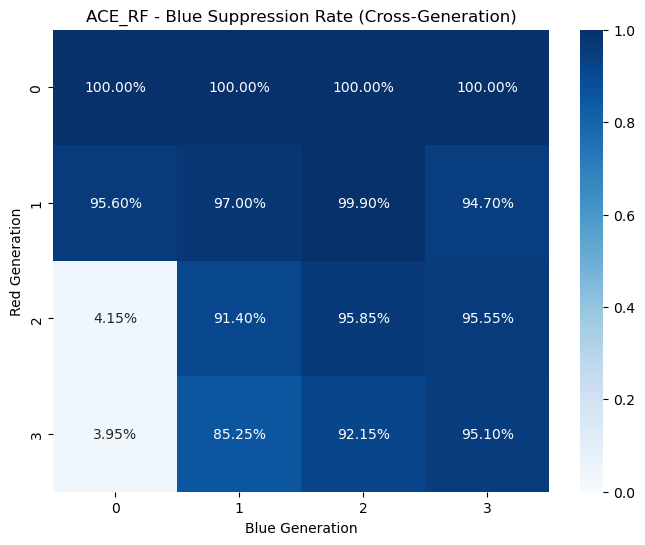 ACE_RF - Blue Suppression Rate (Cross-Generation)
1.0
0 100.00% 100.00% 100.00% 100.00%
0.8
1 95.60% 97.00% 99.90% 94.70%
0.6
Red Generation
0.4
2 4.15% 91.40% 95.85% 95.55%
0.2
3 3.95% 85.25% 92.15% 95.10%
0.0
0 1 2 3
Blue Generation